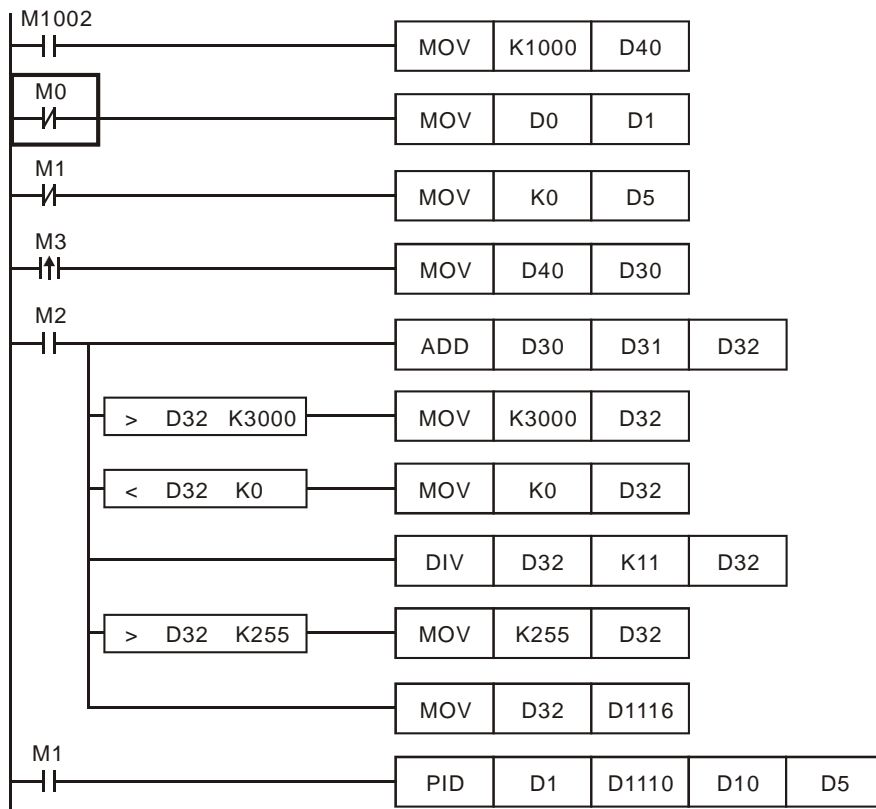 M1002
MOV K1000 D40
M0
MOV D0 D1
M1
MOV K0 D5
M3
MOV D40 D30
M2
ADD D30 D31 D32
> D32 K3000 MOV K3000 D32
< D32 K0 MOV K0 D32
DIV D32 K11 D32
> D32 K255 MOV K255 D32
MOV D32 D1116
M1
PID D1 D1110 D10 D5